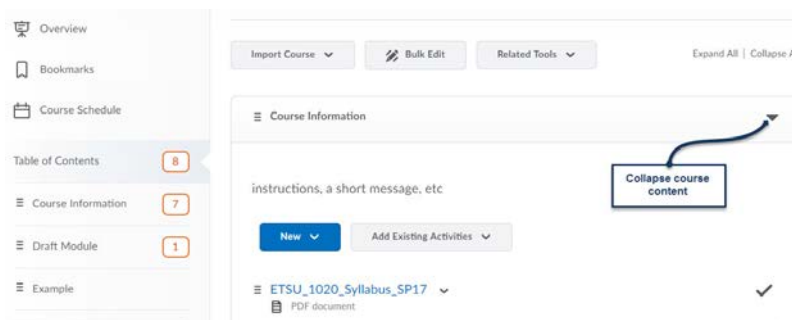 Overview
Bookmarks
Course Schedule
Table of Contents 8
Course Information 7
Draft Module 1
Example
Import Course Bulk Edit Related Tools Expand All | Collapse A
Course Information
Collapse course
content
instructions, a short message, etc
New Add Existing Activities
ETSU_1020_Syllabus_SP17
PDF document